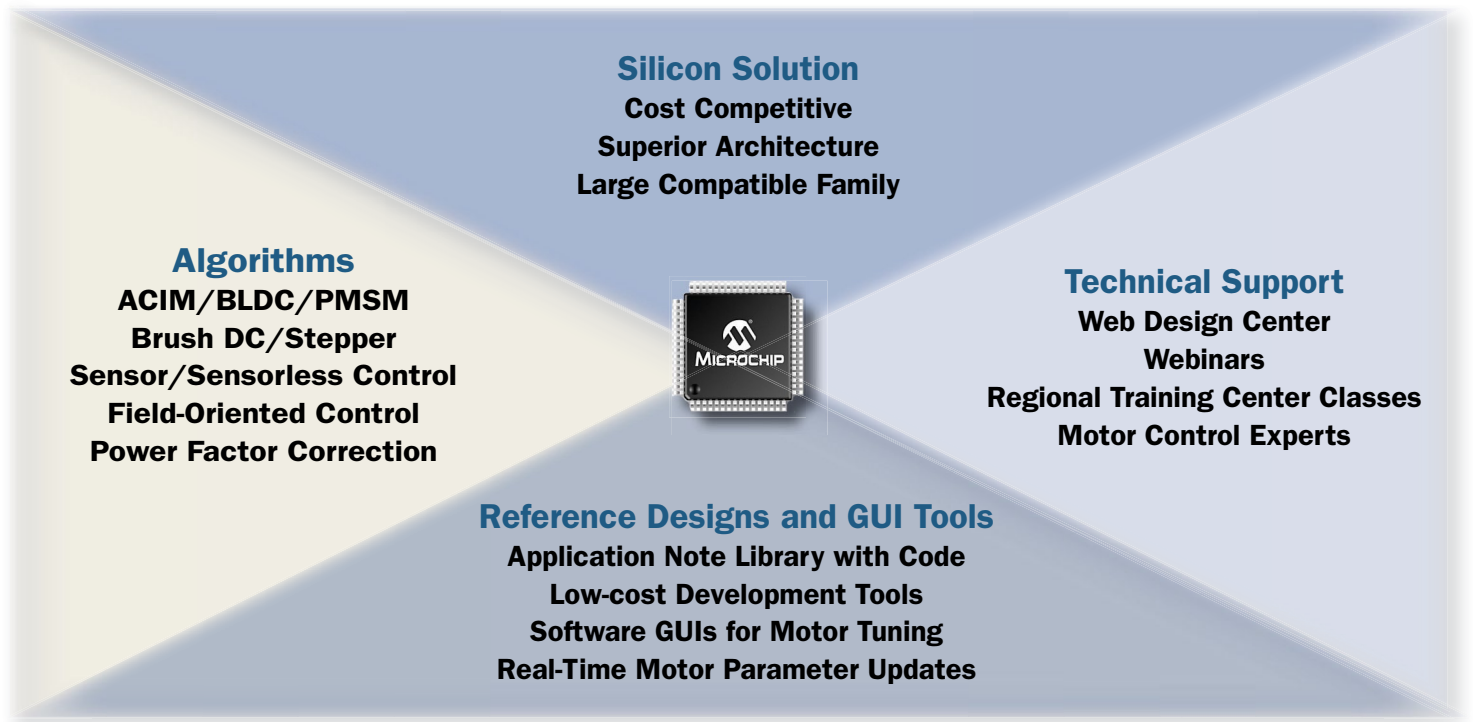 Silicon Solution
Cost Competitive
Superior Architecture
Large Compatible Family
Algorithms
ACIM/BLDC/PMSM
Brush DC/Stepper
Sensor/Sensorless Control
Field-Oriented Control
Power Factor Correction
MICROCHIP
Technical Support
Web Design Center
Webinars
Regional Training Center Classes
Motor Control Experts
Reference Designs and GUI Tools
Application Note Library with Code
Low-cost Development Tools
Software GUIs for Motor Tuning
Real-Time Motor Parameter Updates